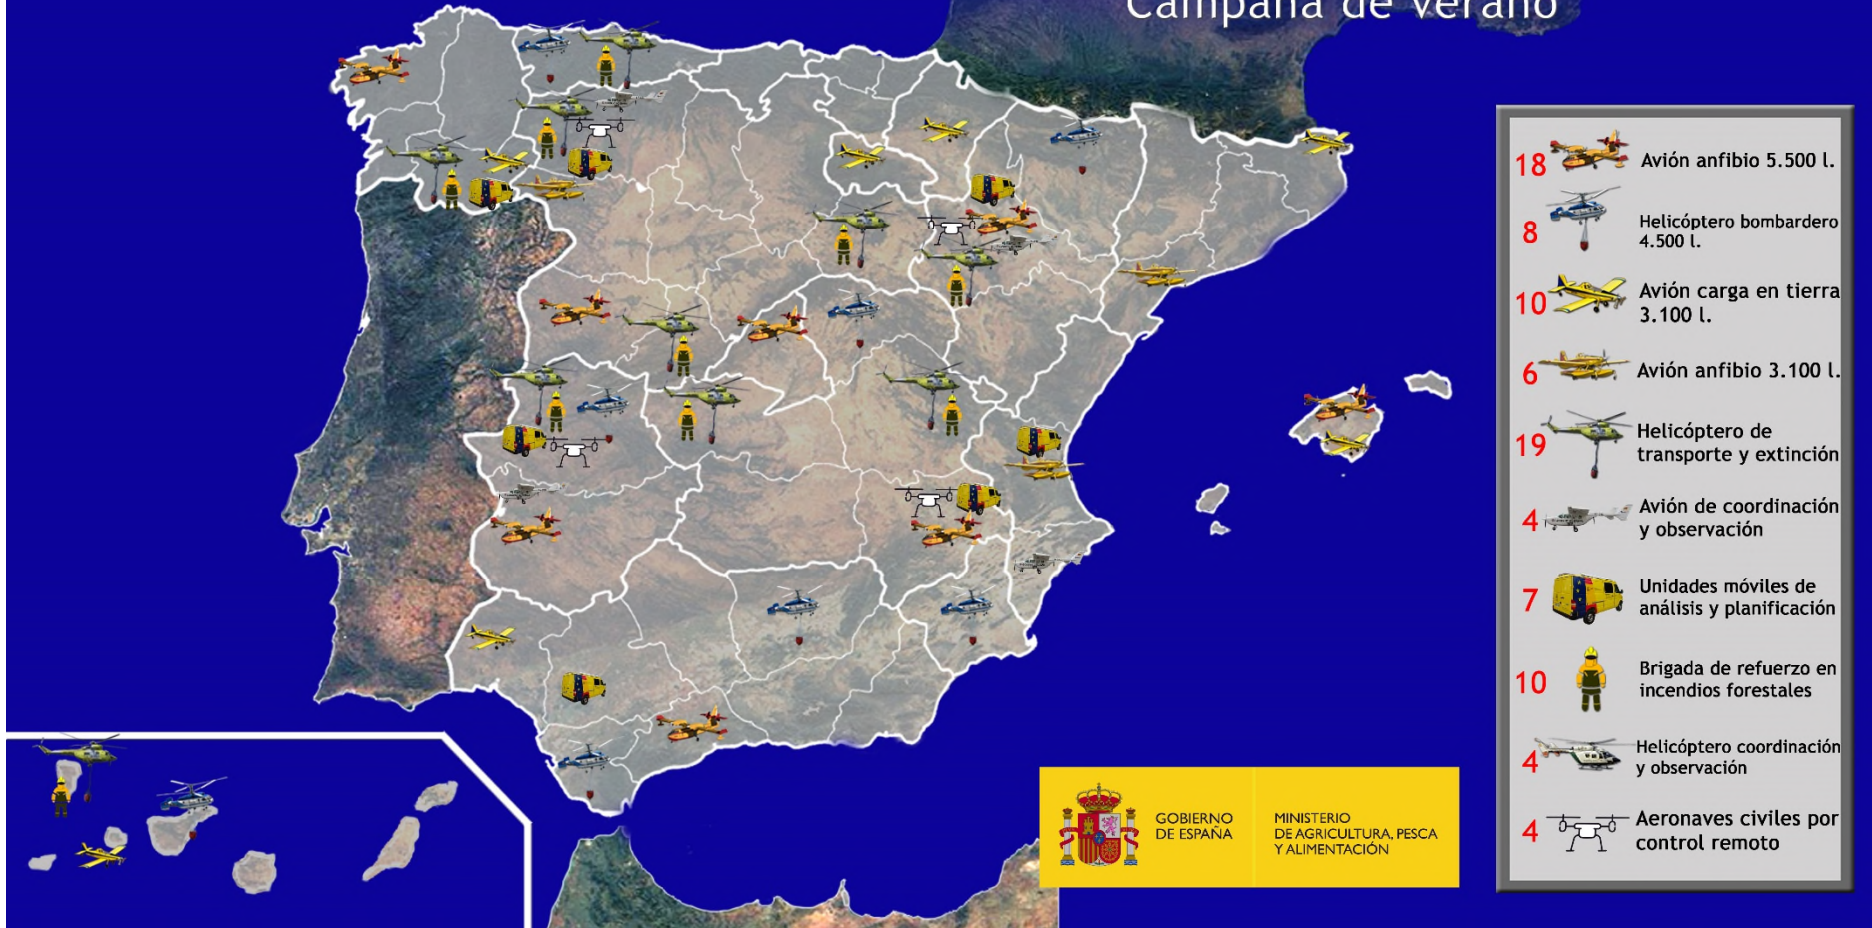 Campaña de verano
18
Avión anfibio 5.500 l.
8
Helicóptero bombardero
4.500 l.
10
Avión carga en tierra
3.100 l.
6
Avión anfibio 3.100 l.
19
Helicóptero de
transporte y extinción
4
Avión de coordinación
y observación
7
Unidades móviles de
análisis y planificación
10
Brigada de refuerzo en
incendios forestales
4
Helicóptero coordinación
y observación
4
Aeronaves civiles por
control remoto
GOBIERNO
DE ESPAÑA
MINISTERIO
DE AGRICULTURA, PESCA
Y ALIMENTACIÓN